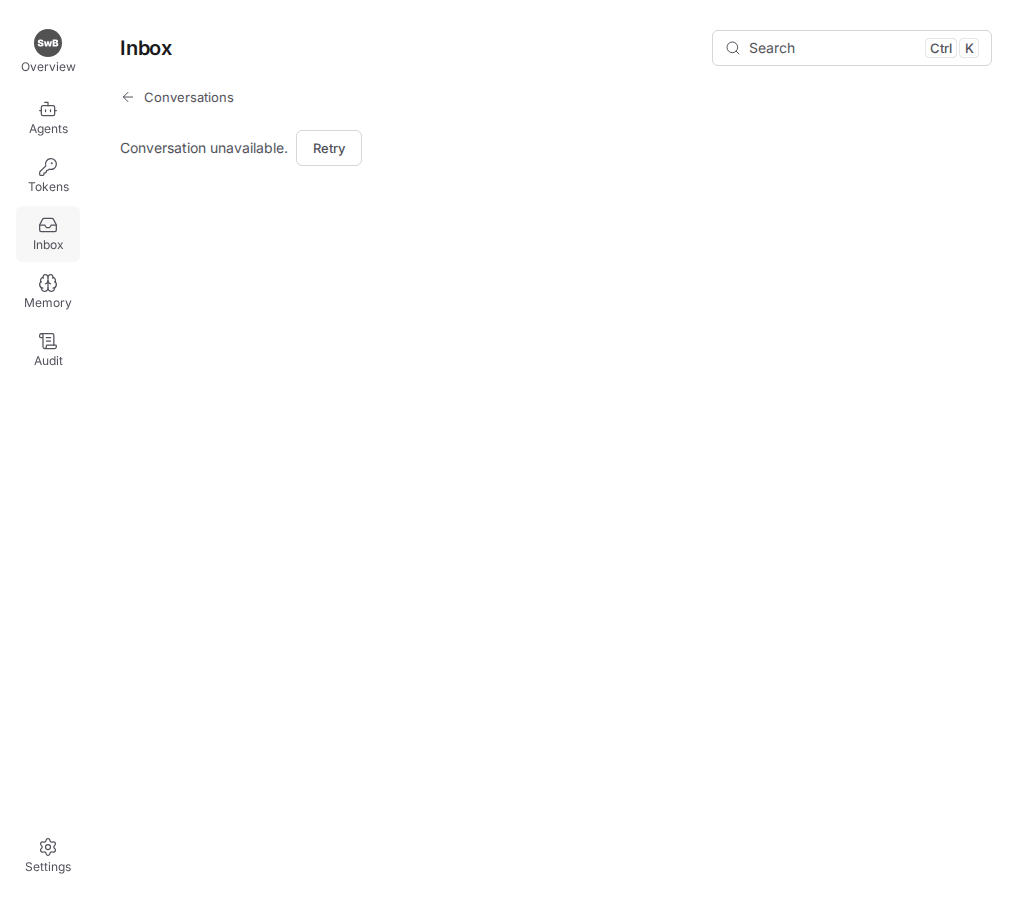 SwB
Overview
Agents
Tokens
Inbox
Memory
Audit
Settings
Inbox
Search Ctrl K
Conversations
Conversation unavailable. Retry